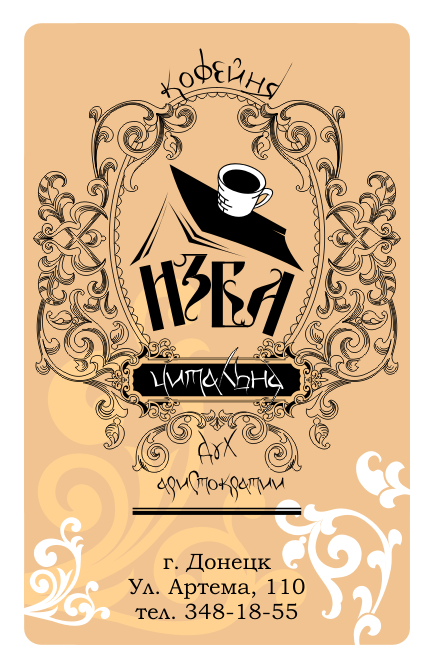 Кофейня
ИЗБА
читальня
дух
аристократии
г. Донецк
Ул. Артема, 110
тел. 348-18-55